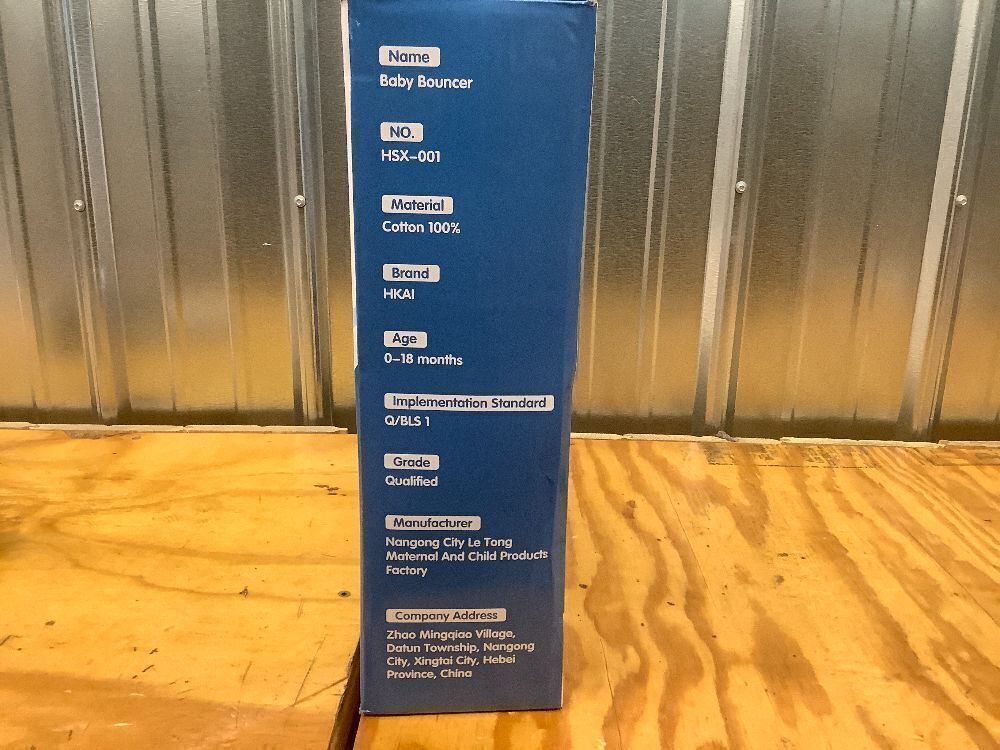 Name
Baby Bouncer
NO.
HSX-001
Material
Cotton 100%
Brand
HKAI
Age
0-18 months
Implementation Standard
Q/BLS 1
Grade
Qualified
Manufacturer
Nangong City Le Tong
Maternal And Child Products
Factory
Company Address
Zhao Mingqiao Village,
Datun Township, Nangong
City, Xingtai City, Hebei
Province, China